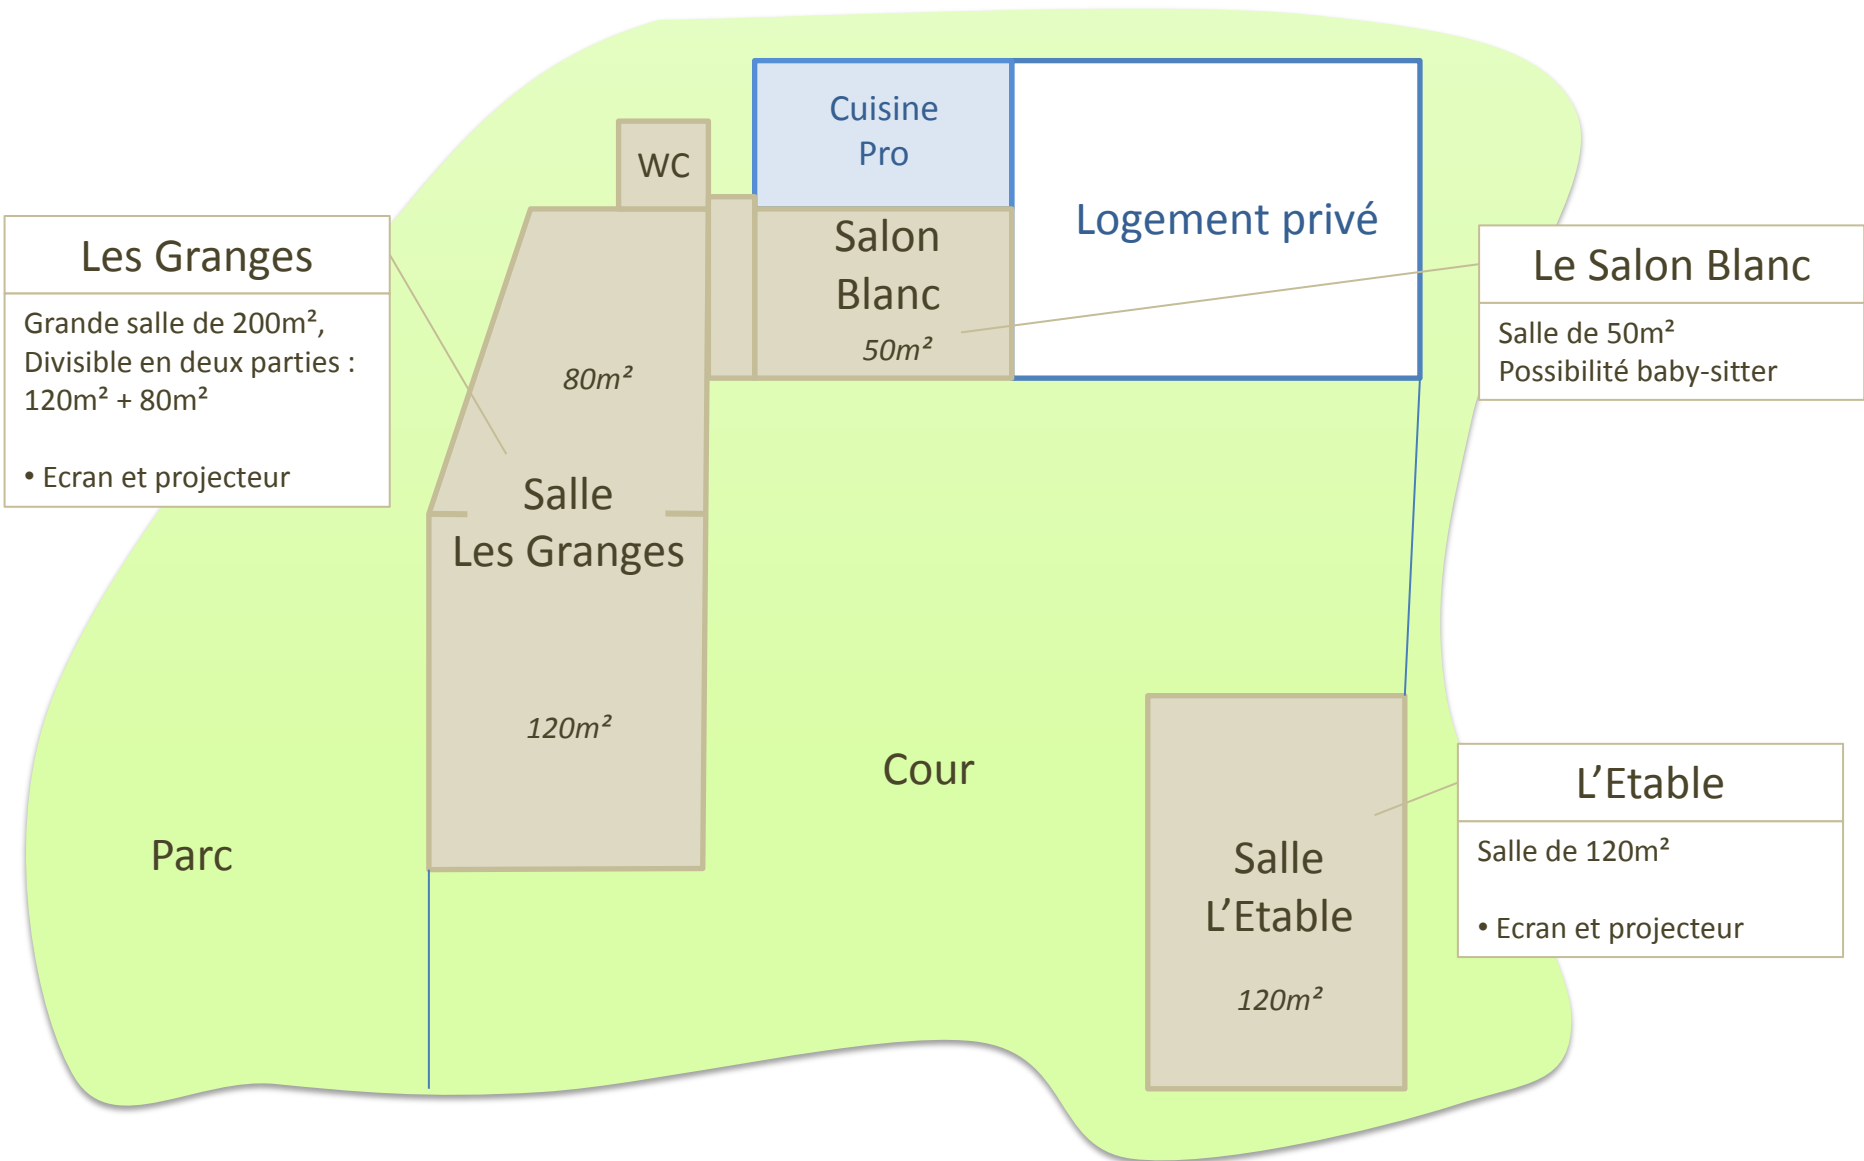 Cuisine
Pro
WC
Logement privé
Salon
Blanc
50m²
Les Granges
Grande salle de 200m²,
Divisible en deux parties :
120m² + 80m²
• Ecran et projecteur
Le Salon Blanc
Salle de 50m²
Possibilité baby-sitter
80m²
Salle
Les Granges
120m²
Cour
Parc
Salle
L’Etable
120m²
L’Etable
Salle de 120m²
• Ecran et projecteur